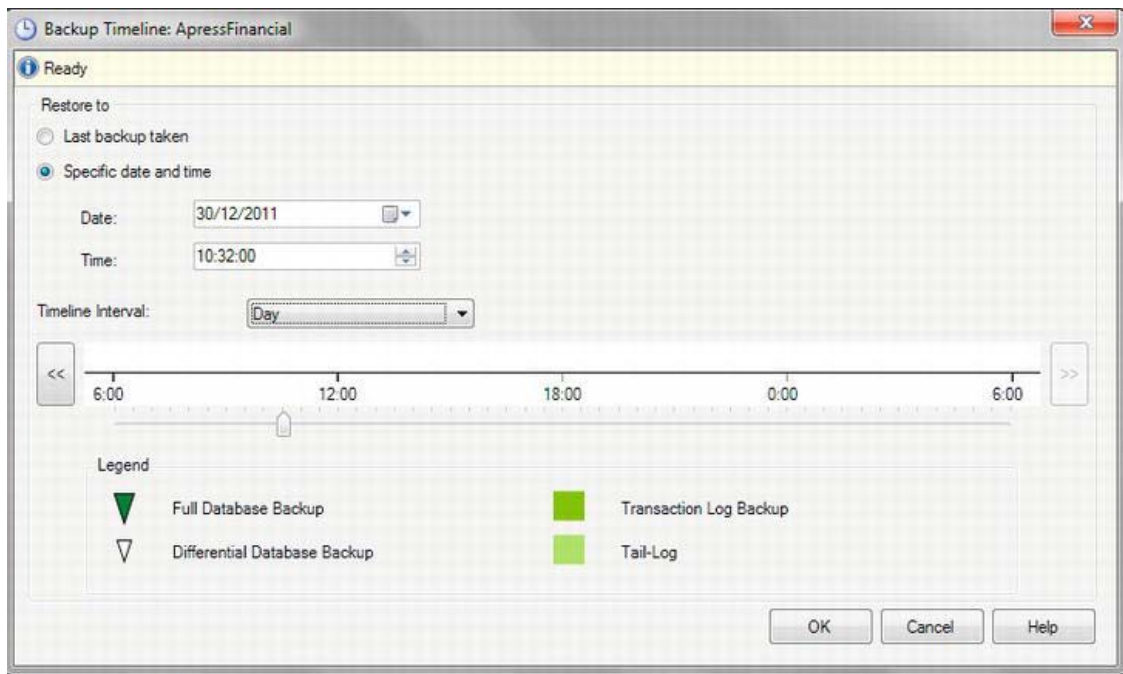 Backup Timeline: ApressFinancial
Ready
Restore to
Last backup taken
Specific date and time
Date: 30/12/2011
Time: 10:32:00
Timeline Interval: Day
<< 6:00 12:00 18:00 0:00 6:00 >>
Legend
Full Database Backup Transaction Log Backup
Differential Database Backup Tail-Log
OK Cancel Help